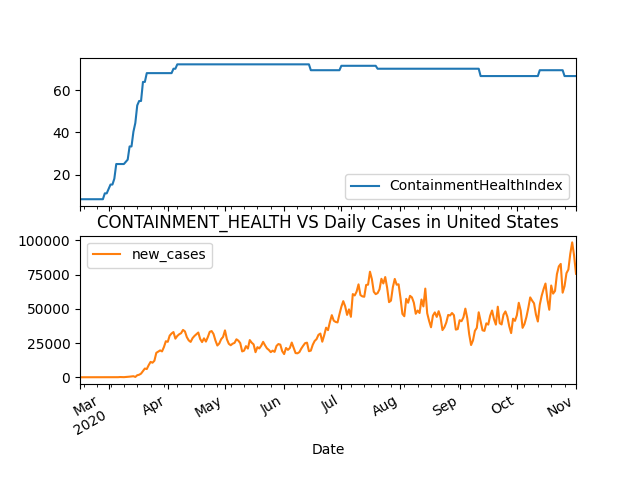 60
40
20
ContainmentHealthIndex
CONTAINMENT_HEALTH VS Daily Cases in United States
100000
75000
50000
25000
0
new_cases
Mar
2020
Apr
May
Jun
Jul
Aug
Sep
Oct
Nov
Date